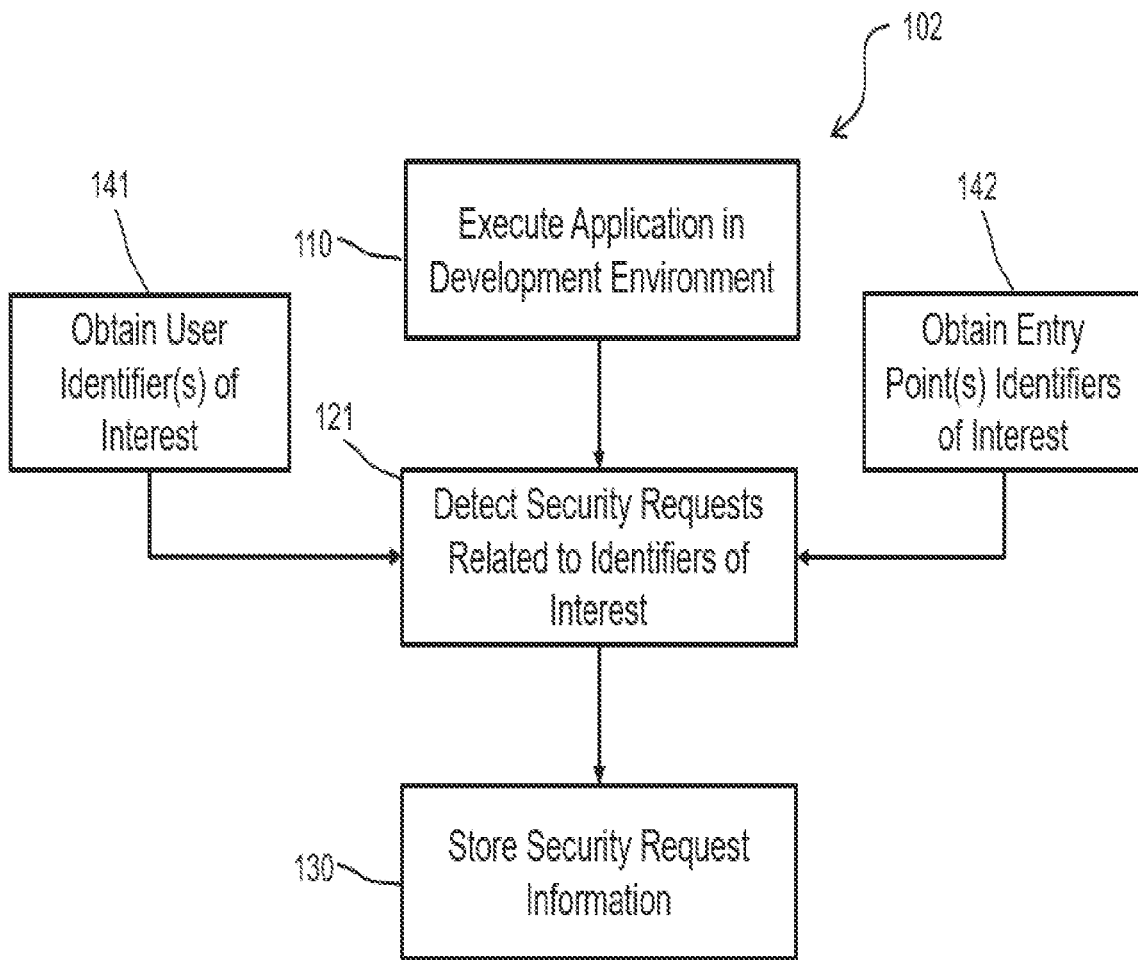 102
141
110
Execute Application in
Development Environment
142
Obtain User
Identifier(s) of
Interest
Obtain Entry
Point(s) Identifiers
of Interest
121
Detect Security Requests
Related to Identifiers of
Interest
130
Store Security Request
Information